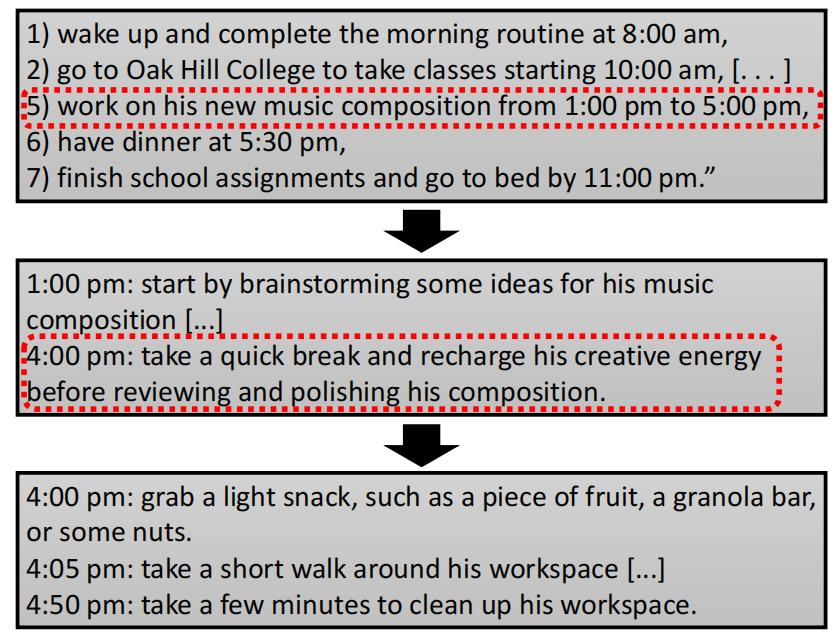 1) wake up and complete the morning routine at 8:00 am,
2) go to Oak Hill College to take classes starting 10:00 am, [. . . ]
5) work on his new music composition from 1:00 pm to 5:00 pm,
6) have dinner at 5:30 pm,
7) finish school assignments and go to bed by 11:00 pm.”
1:00 pm: start by brainstorming some ideas for his music
composition [...]
4:00 pm: take a quick break and recharge his creative energy
before reviewing and polishing his composition.
4:00 pm: grab a light snack, such as a piece of fruit, a granola bar,
or some nuts.
4:05 pm: take a short walk around his workspace [...]
4:50 pm: take a few minutes to clean up his workspace.